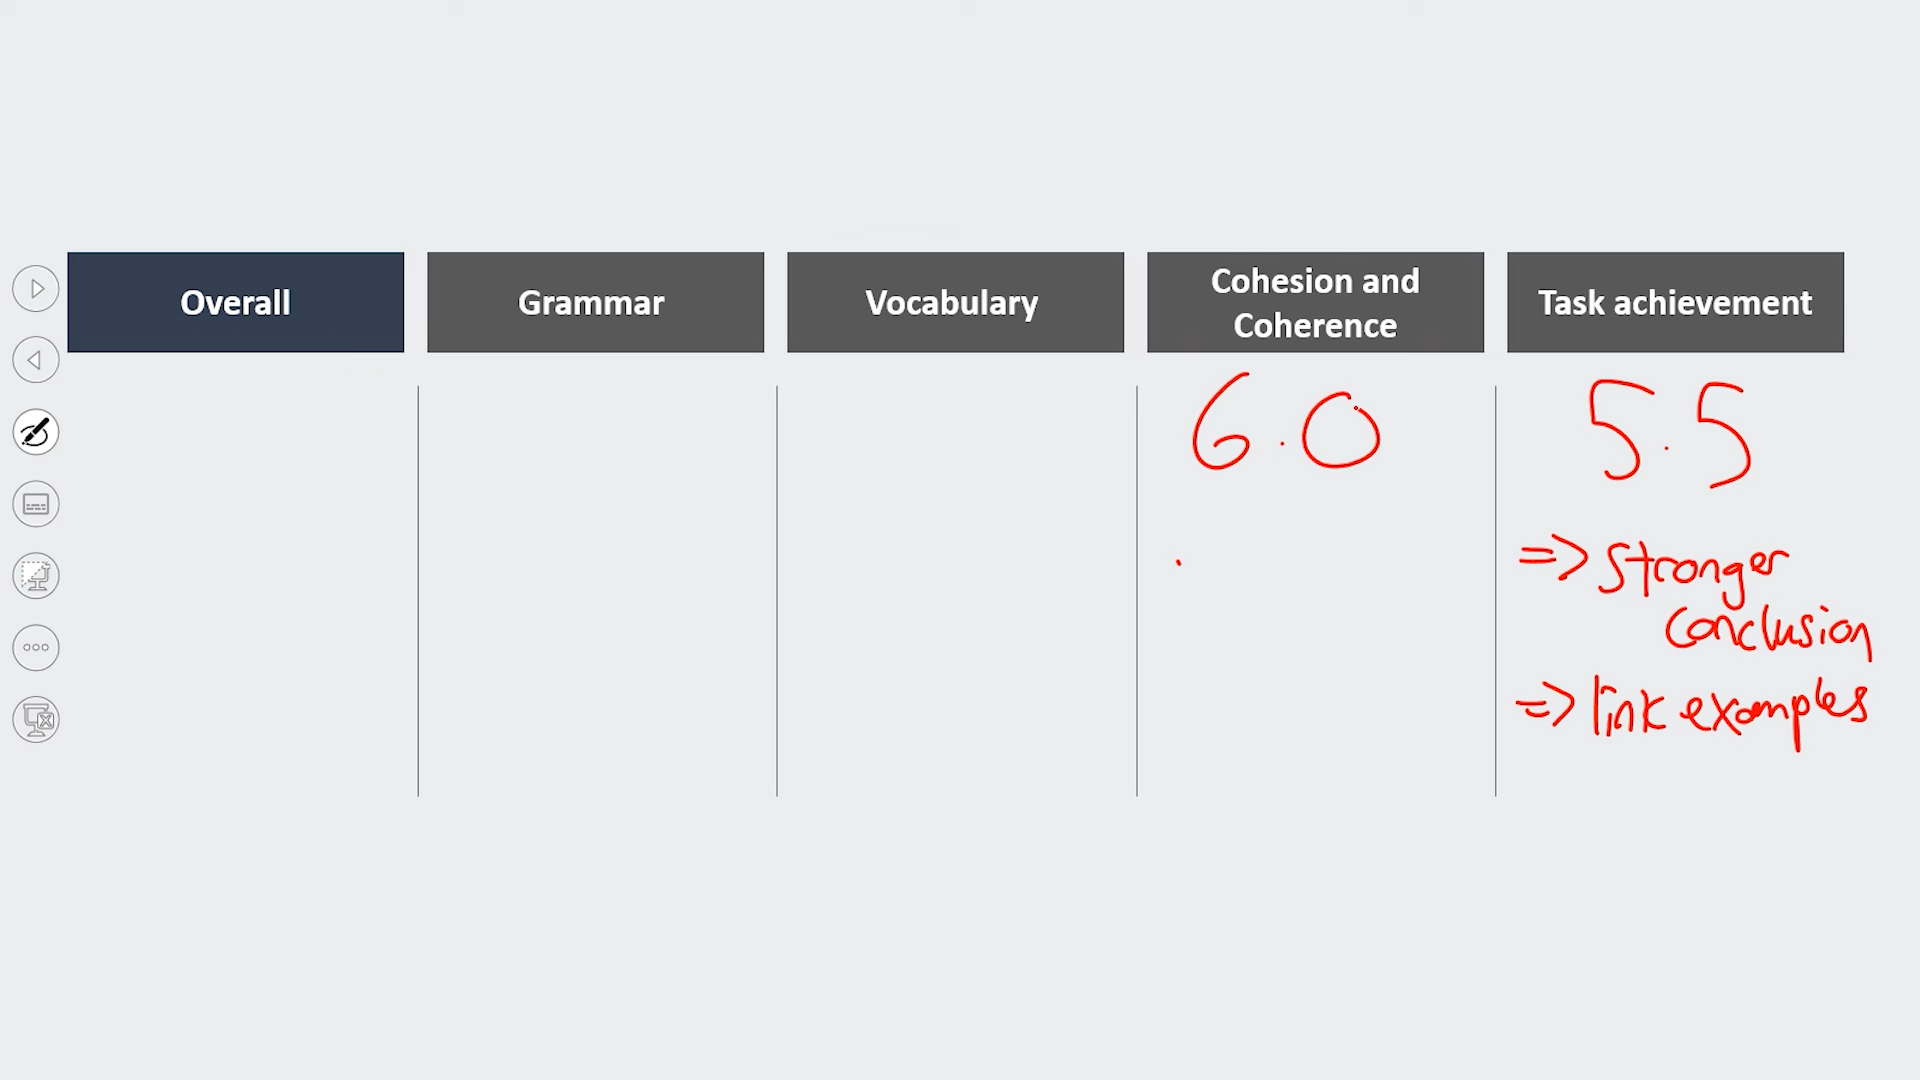 Overall
Grammar
Vocabulary
Cohesion and
Coherence
Task achievement
6.0
5.5
=> stronger
conclusion
=> link examples